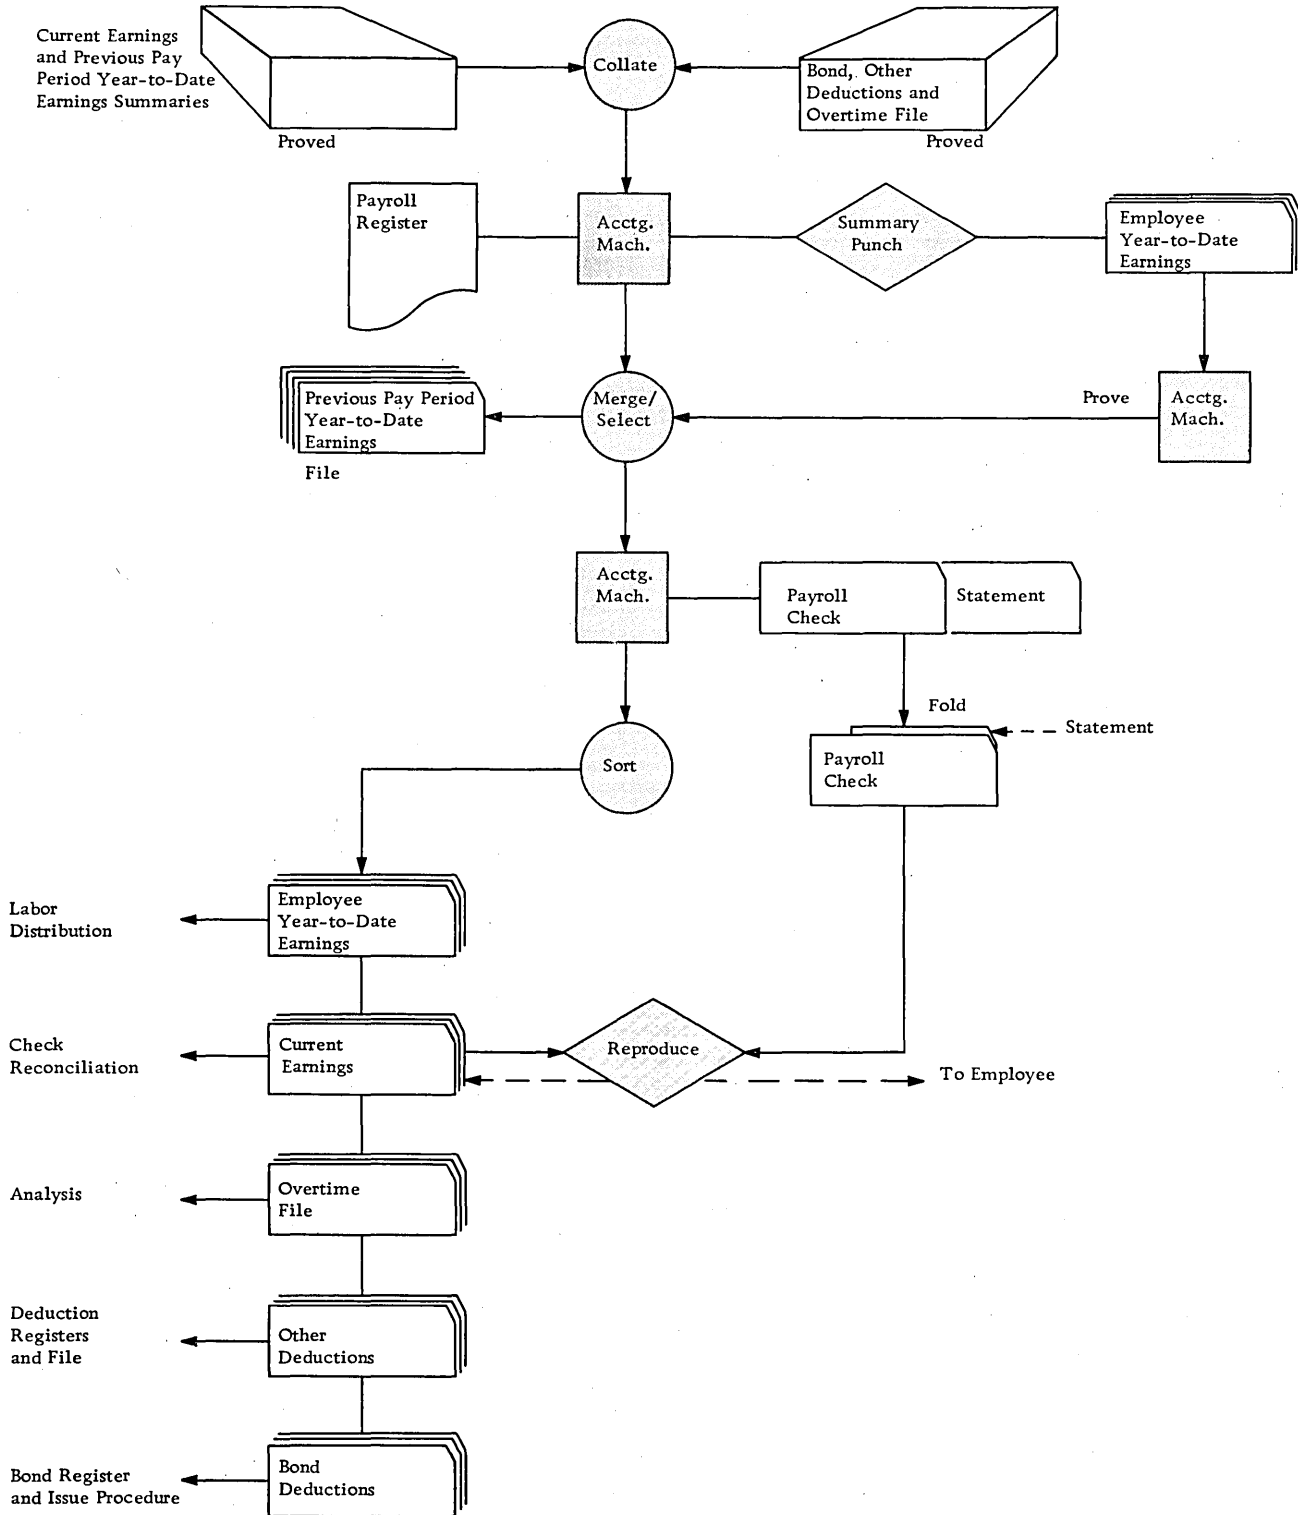 Current Earnings
and Previous Pay
Period Year-to-Date
Earnings Summaries
Proved
Collate
Bond, Other
Deductions and
Overtime File
Proved
Payroll
Register
Acctg.
Mach.
Summary
Punch
Employee
Year-to-Date
Earnings
Previous Pay Period
Year-to-Date
Earnings
File
Merge/
Select
Prove
Acctg.
Mach.
Acctg.
Mach.
Payroll
Check
Statement
Fold
Statement
Payroll
Check
Sort
Labor
Distribution
Employee
Year-to-Date
Earnings
Check
Reconciliation
Current
Earnings
Reproduce
To Employee
Analysis
Overtime
File
Deduction
Registers
and File
Other
Deductions
Bond Register
and Issue Procedure
Bond
Deductions